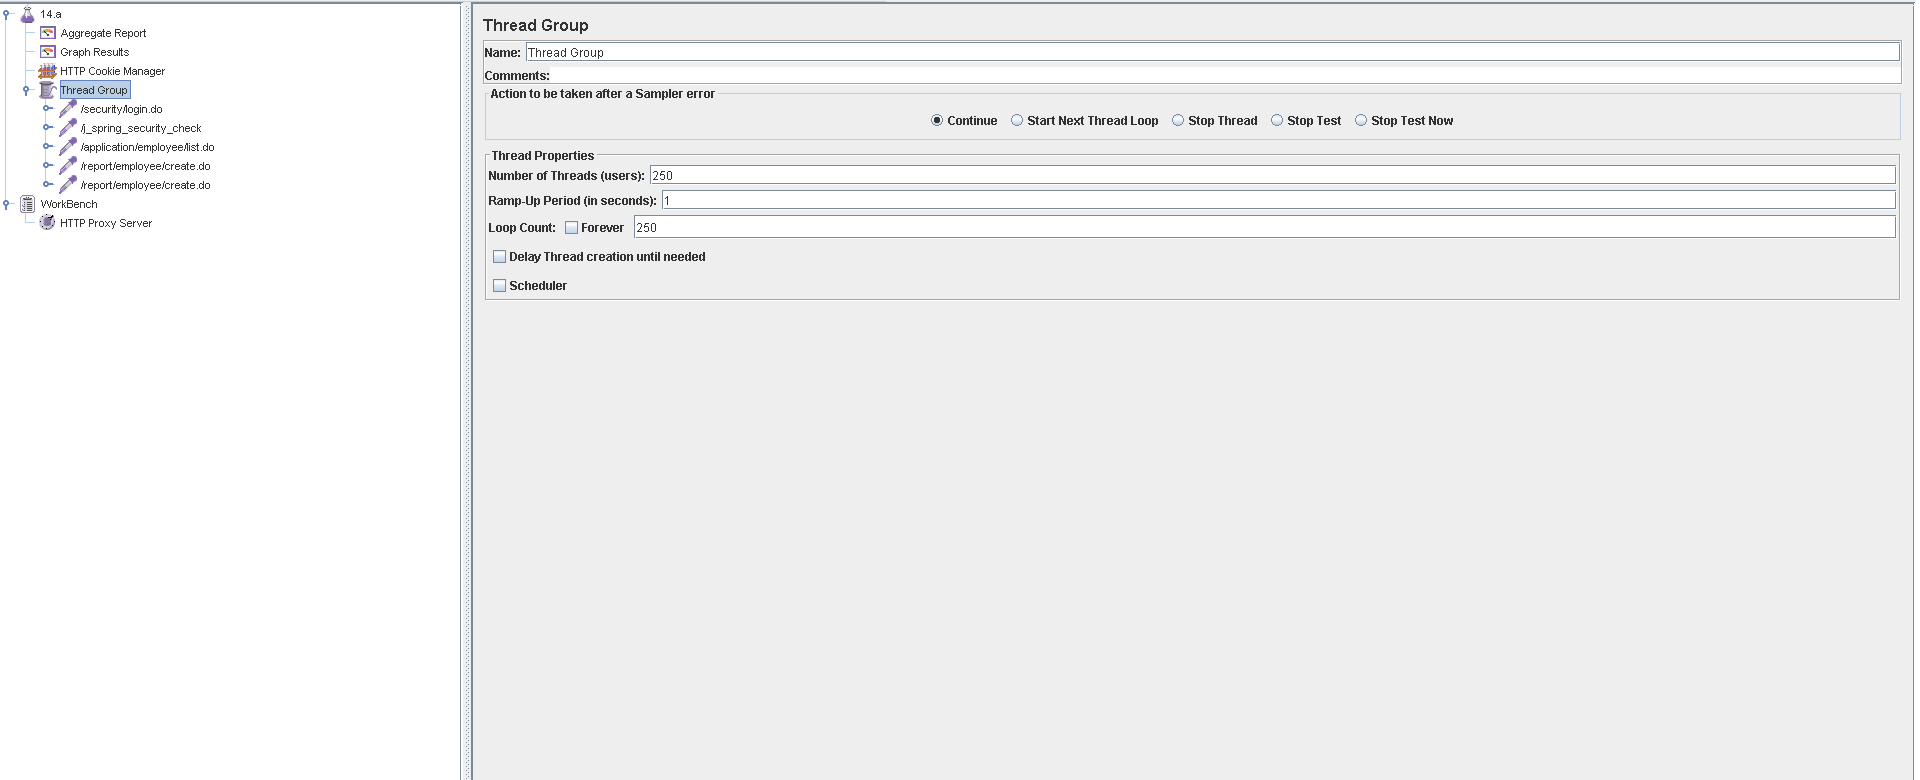 14.a
Aggregate Report
Graph Results
HTTP Cookie Manager
Thread Group
/security/login.do
/j_spring_security_check
/application/employee/list.do
/report/employee/create.do
/report/employee/create.do
WorkBench
HTTP Proxy Server
Thread Group
Name: Thread Group
Comments:
Action to be taken after a Sampler error
Continue Start Next Thread Loop Stop Thread Stop Test Stop Test Now
Thread Properties
Number of Threads (users): 250
Ramp-Up Period (in seconds): 1
Loop Count: Forever 250
Delay Thread creation until needed
Scheduler